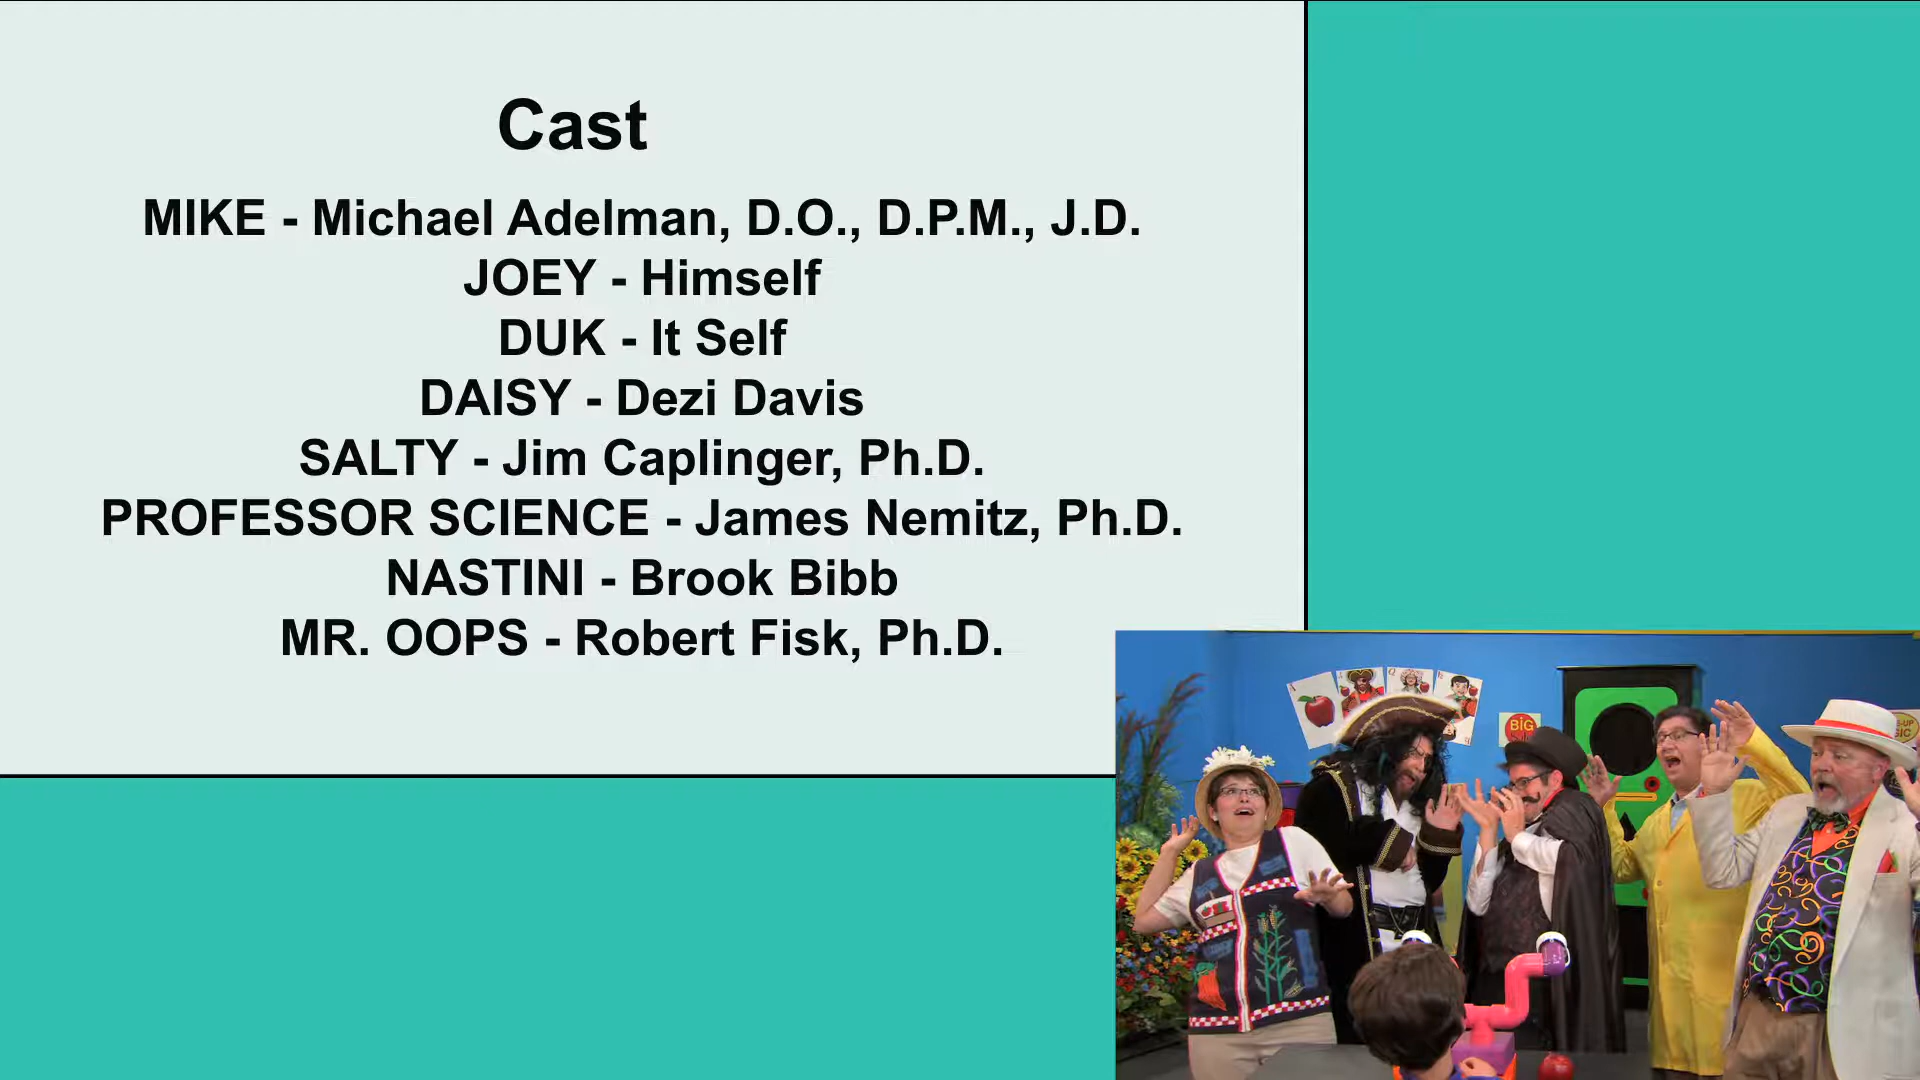 Cast
MIKE - Michael Adelman, D.O., D.P.M., J.D.
JOEY - Himself
DUK - It Self
DAISY - Dezi Davis
SALTY - Jim Caplinger, Ph.D.
PROFESSOR SCIENCE - James Nemitz, Ph.D.
NASTINI - Brook Bibb
MR. OOPS - Robert Fisk, Ph.D.
BIG